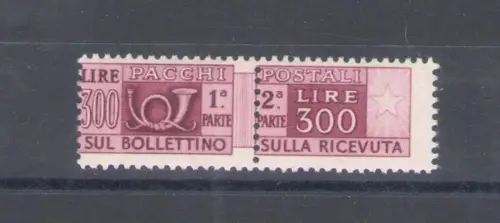 LIRE PACCHI POSTALI
300 1ª PARTE 2ª PARTE LIRE 300
SUL BOLLETTINO SULLA RICEVUTA